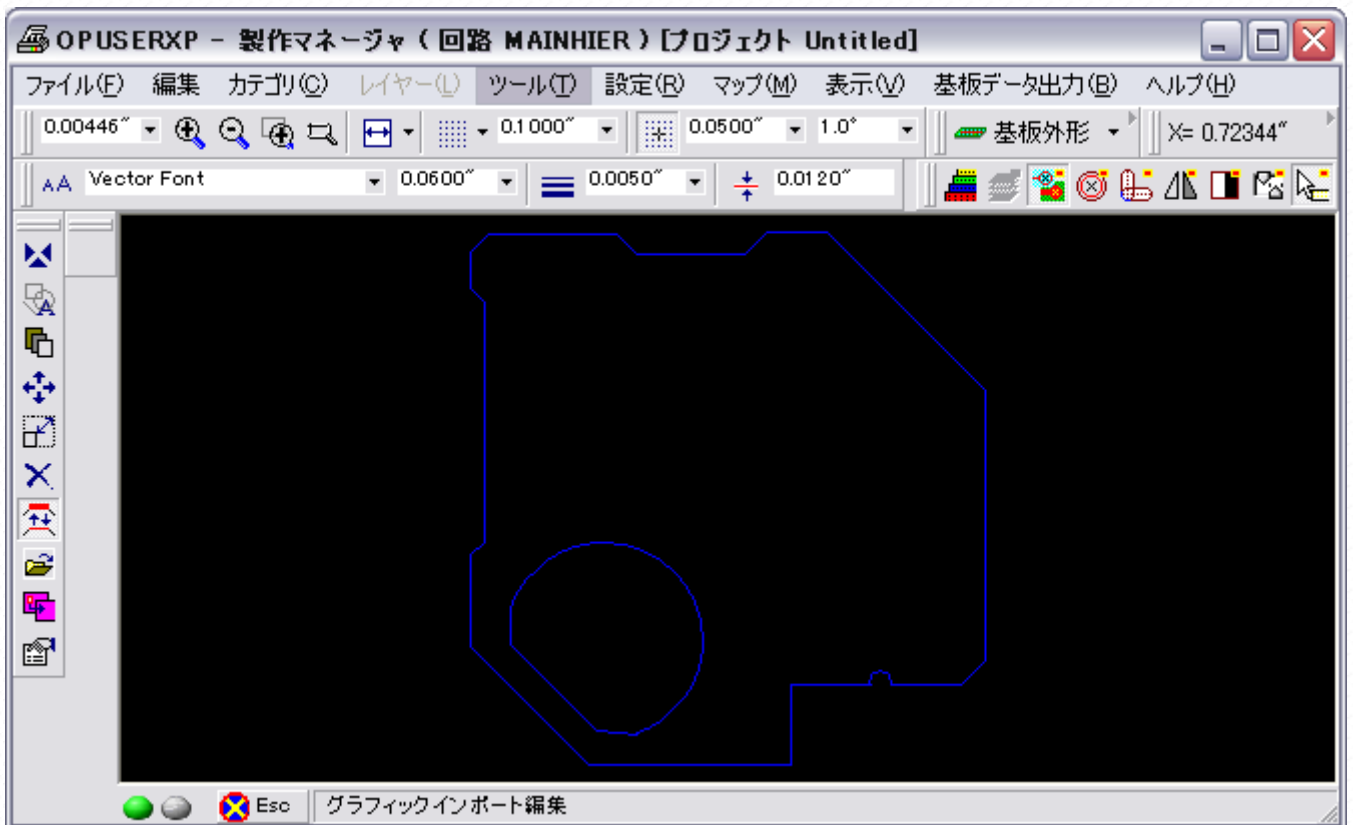 OPUSERXP - 製作マネージャ ( 回路 MAINHIER ) [プロジェクト Untitled]
ファイル(F) 編集 カテゴリ(C) レイヤー(L) ツール(T) 設定(R) マップ(M) 表示(V) 基板データ出力(B) ヘルプ(H)
0.00446" 0.1000" 0.0500" 1.0° 基板外形 X= 0.72344"
AA Vector Font 0.0600" 0.0050" 0.0120"
Esc グラフィックインポート編集